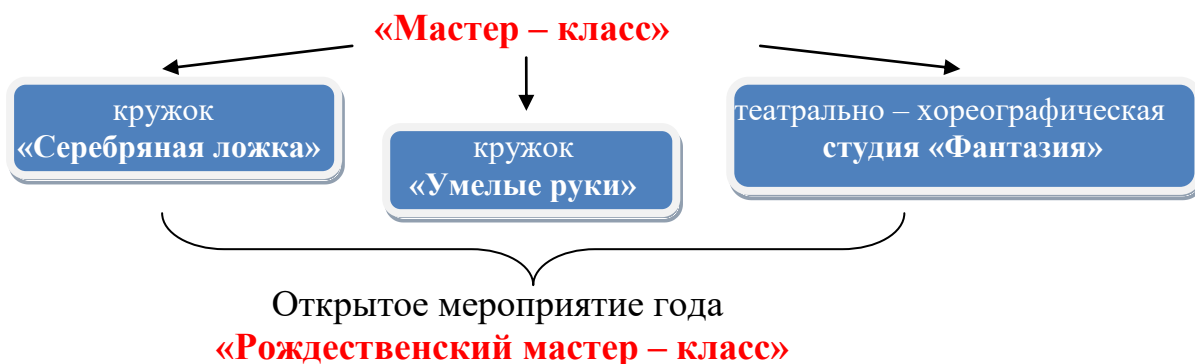 «Мастер – класс»
кружок
«Серебряная ложка»
кружок
«Умелые руки»
театрально – хореографическая
студия «Фантазия»
Открытое мероприятие года
«Рождественский мастер – класс»